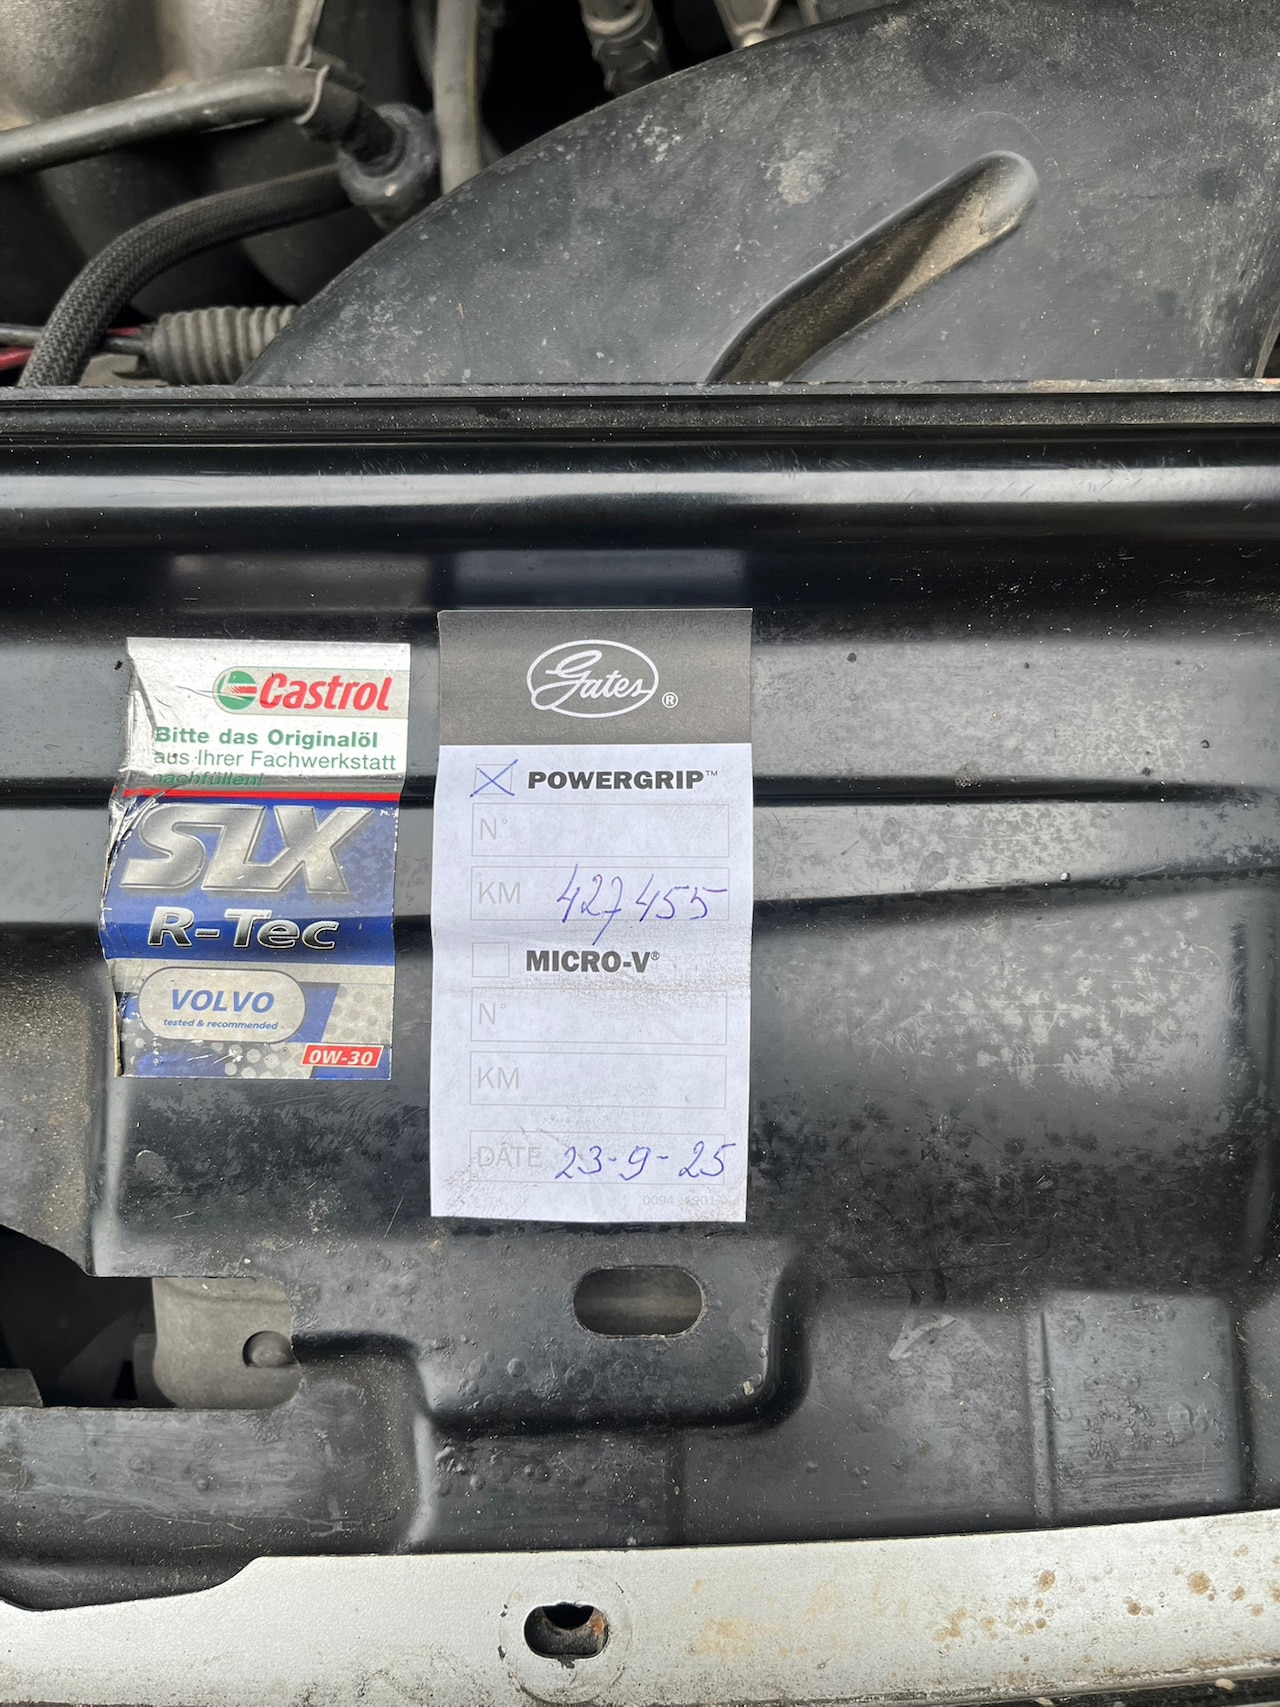 Castrol
Bitte das Originalöl
aus Ihrer Fachwerkstatt
nachfüllen!
SLX
R-Tec
VOLVO
tested & recommended
0W-30
Gates®
POWERGRIP™
N°
KM 427455
MICRO-V®
N°
KM
DATE 23-9-25
0094